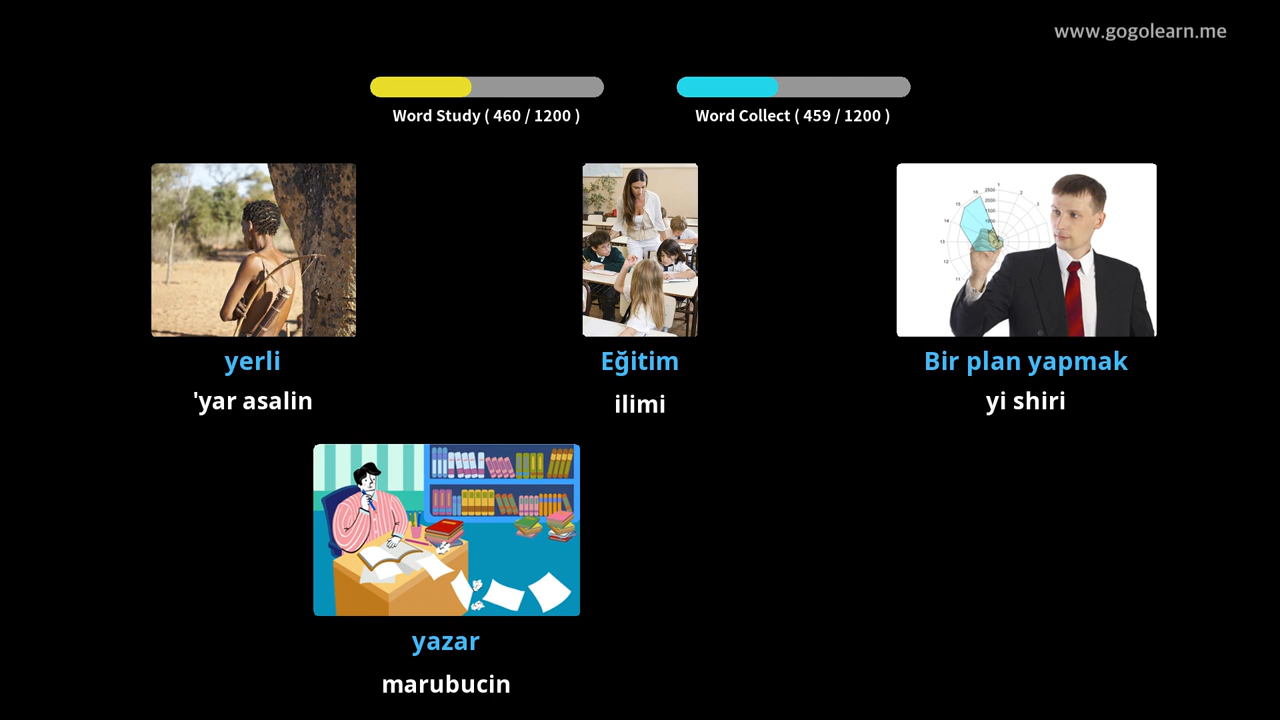 www.gogolearn.me
Word Study ( 460 / 1200 )
Word Collect ( 459 / 1200 )
yerli
'yar asalin
Eğitim
ilimi
Bir plan yapmak
yi shiri
yazar
marubucin